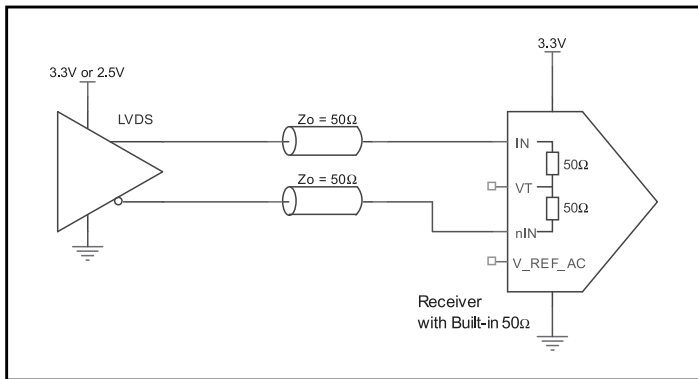 3.3V or 2.5V
LVDS
Zo = 50Ω
Zo = 50Ω
3.3V
IN
50Ω
VT
50Ω
nIN
V_REF_AC
Receiver
with Built-in 50Ω